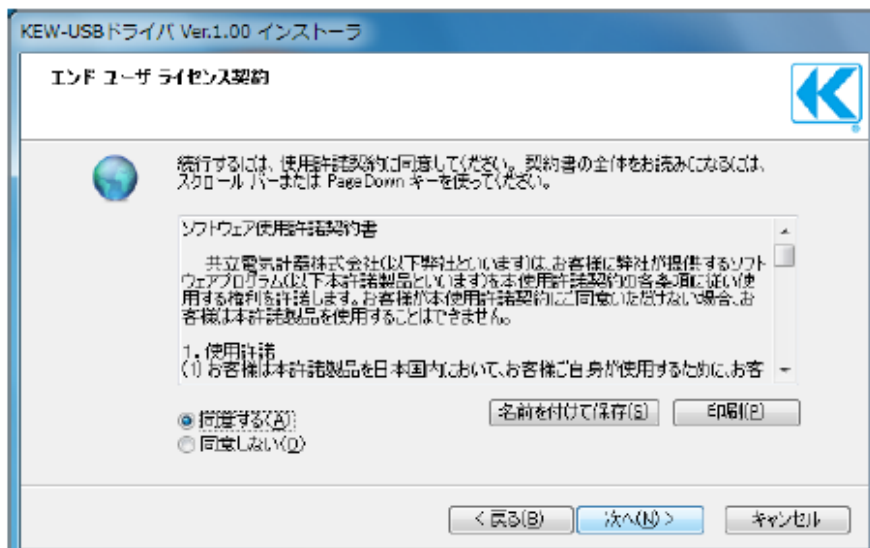 KEW-USBドライバ Ver.1.00 インストーラ
エンド ユーザ ライセンス契約
続行するには、使用許諾契約に同意してください。契約書の全体をお読みになるには、
スクロール バーまたは PageDown キーを使ってください。
ソフトウェア使用許諾契約書
共立電気計器株式会社(以下弊社といいます)は、お客様に弊社が提供するソフト
ウェアプログラム(以下本許諾製品といいます)を本使用許諾契約の各条項に従い使
用する権利を許諾します。お客様が本使用許諾契約にご同意いただけない場合、お
客様は本許諾製品を使用することはできません。
1. 使用許諾
(1) お客様は本許諾製品を日本国内において、お客様ご自身が使用するために、お客
同意する(A)
名前を付けて保存(S)
印刷(P)
同意しない(D)
< 戻る(B)
次へ(N) >
キャンセル